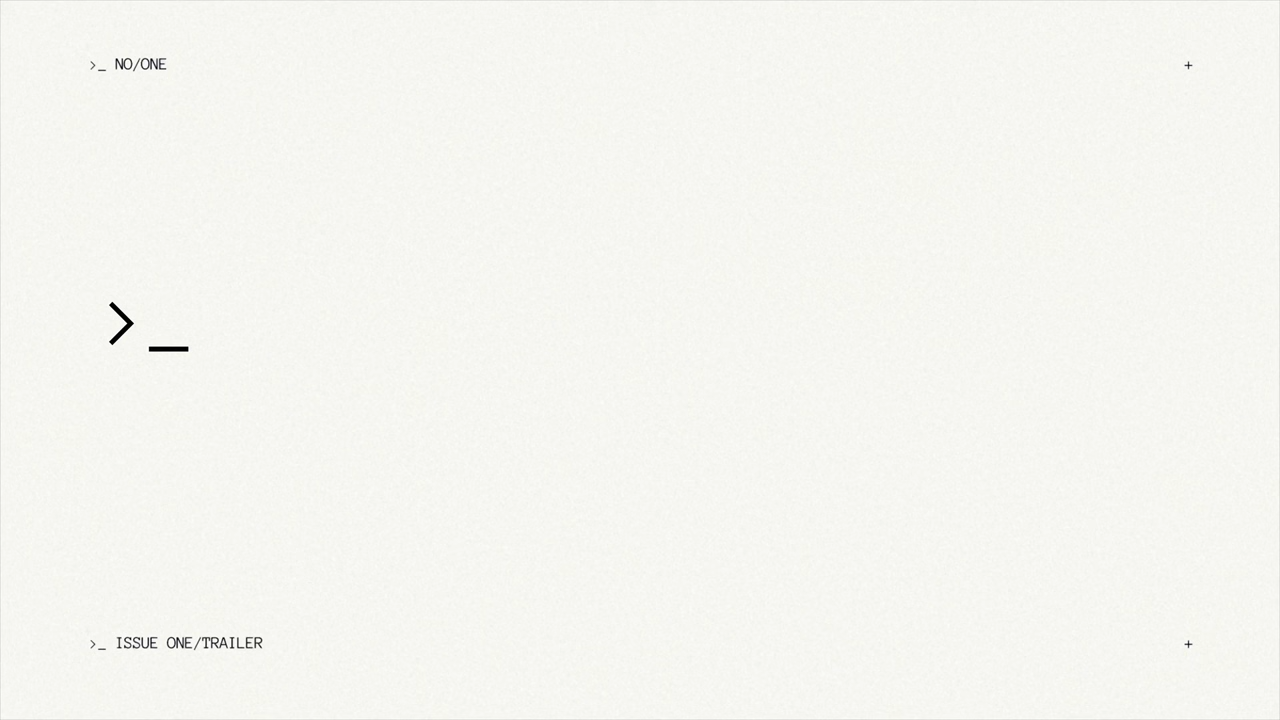 >_ NO/ONE
+
>_
>_ ISSUE ONE/TRAILER
+